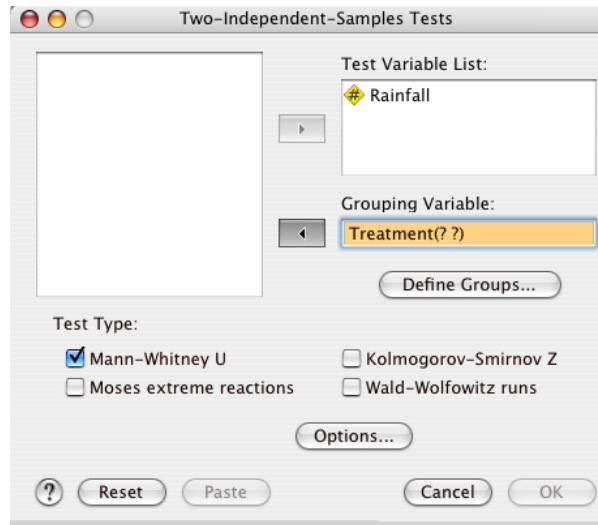 Two-Independent-Samples Tests
Test Variable List:
# Rainfall
Grouping Variable:
Treatment(? ?)
Define Groups...
Test Type:
Mann-Whitney U
Kolmogorov-Smirnov Z
Moses extreme reactions
Wald-Wolfowitz runs
Options...
? Reset Paste Cancel OK